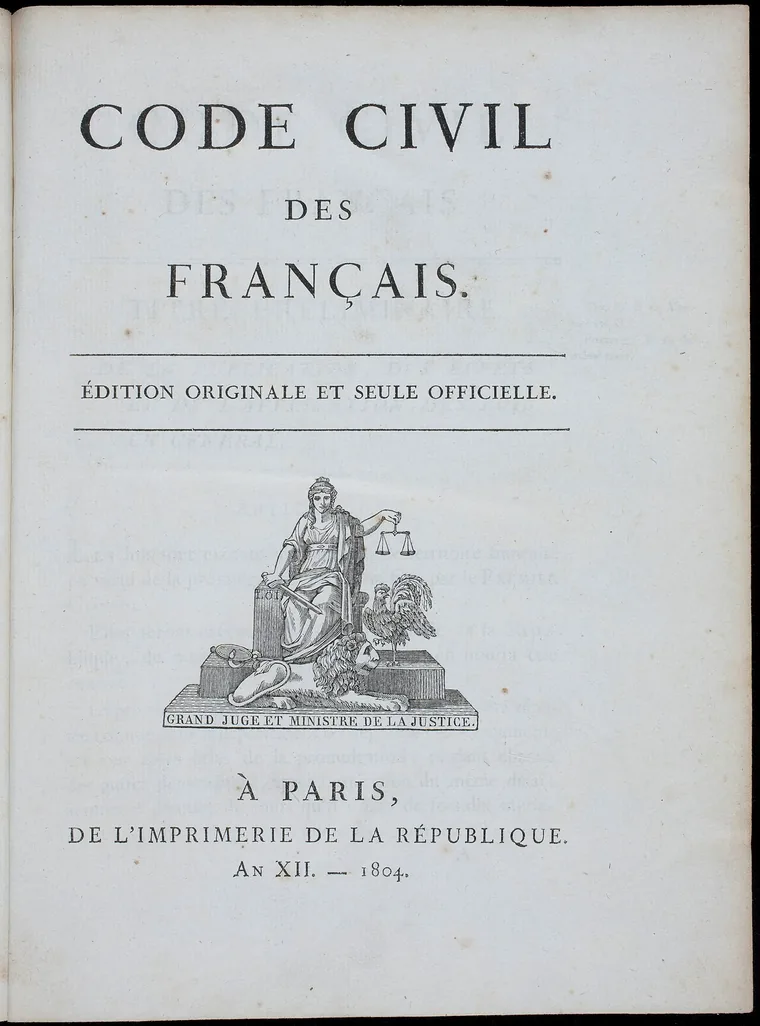 CODE CIVIL
DES
FRANÇAIS.
ÉDITION ORIGINALE ET SEULE OFFICIELLE.
LOI
GRAND JUGE ET MINISTRE DE LA JUSTICE.
À PARIS,
DE L'IMPRIMERIE DE LA RÉPUBLIQUE.
AN XII. — 1804.